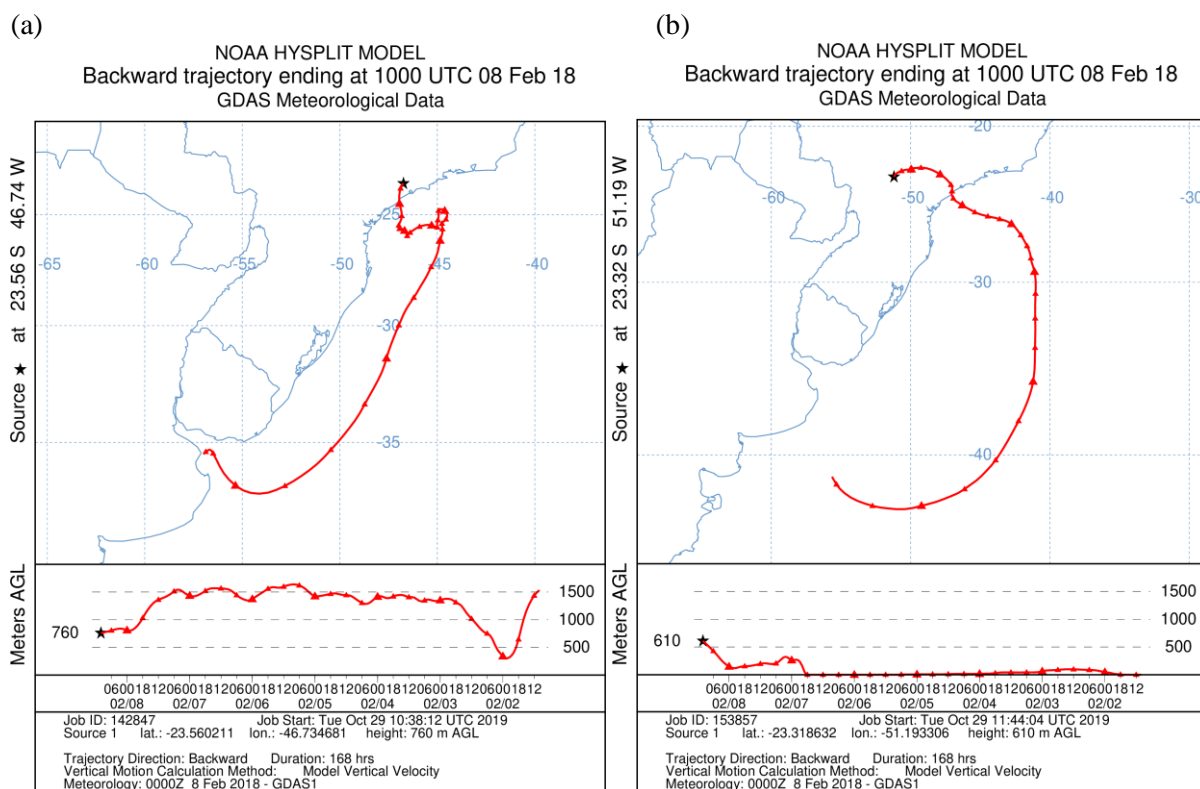 (a)
NOAA HYSPLIT MODEL
Backward trajectory ending at 1000 UTC 08 Feb 18
GDAS Meteorological Data
Source ★ at 23.56 S 46.74 W
-25
-65 -60 -55 -50 -45 -40
-30
-35
Meters AGL
760
1500
1000
500
06001812060018120600181206001812060018120600181206001812
02/08 02/07 02/06 02/05 02/04 02/03 02/02
Job ID: 142847 Job Start: Tue Oct 29 10:38:12 UTC 2019
Source 1 lat.: -23.560211 lon.: -46.734681 height: 760 m AGL
Trajectory Direction: Backward Duration: 168 hrs
Vertical Motion Calculation Method: Model Vertical Velocity
Meteorology: 0000Z 8 Feb 2018 - GDAS1
(b)
NOAA HYSPLIT MODEL
Backward trajectory ending at 1000 UTC 08 Feb 18
GDAS Meteorological Data
Source ★ at 23.32 S 51.19 W
-20
-60 -50 -40 -30
-30
-40
Meters AGL
610
1500
1000
500
06001812060018120600181206001812060018120600181206001812
02/08 02/07 02/06 02/05 02/04 02/03 02/02
Job ID: 153857 Job Start: Tue Oct 29 11:44:04 UTC 2019
Source 1 lat.: -23.318632 lon.: -51.193306 height: 610 m AGL
Trajectory Direction: Backward Duration: 168 hrs
Vertical Motion Calculation Method: Model Vertical Velocity
Meteorology: 0000Z 8 Feb 2018 - GDAS1